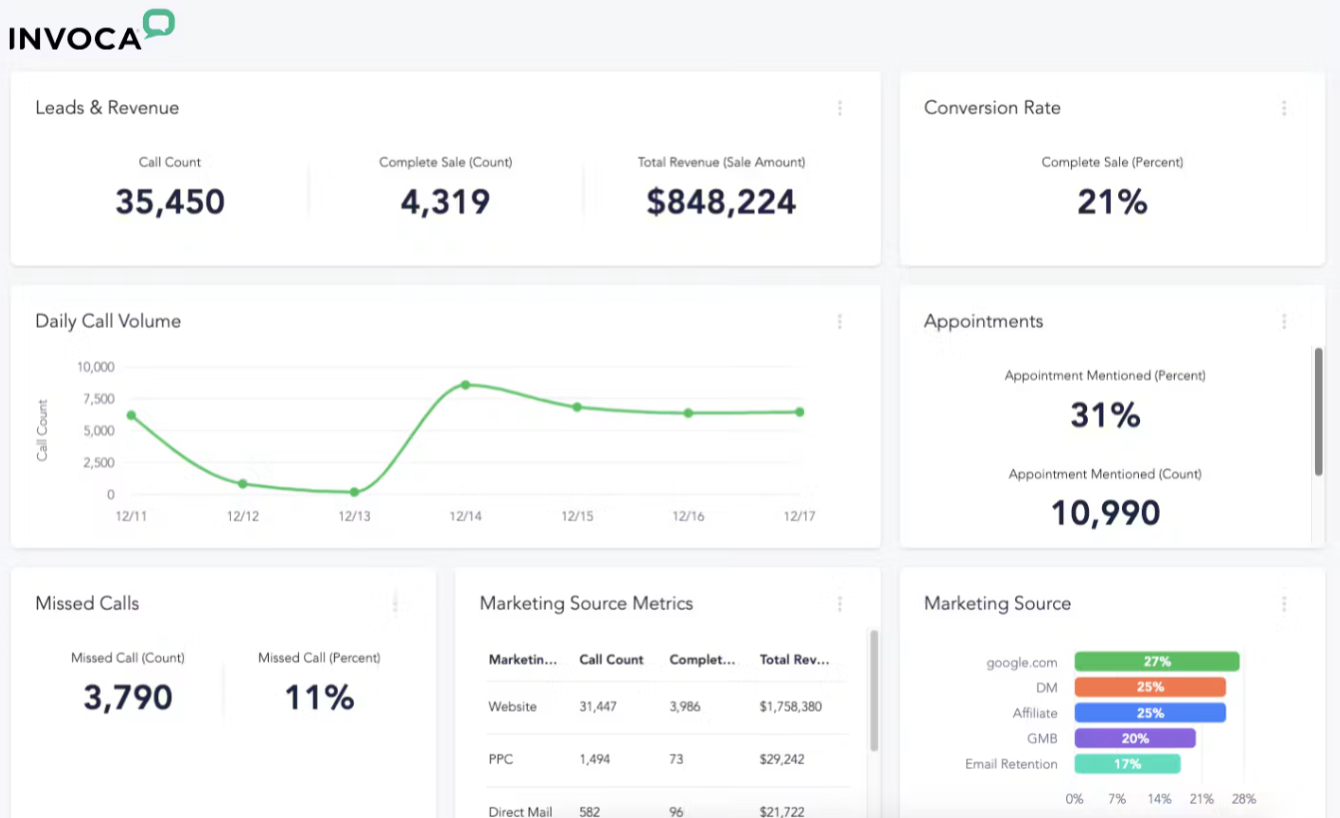 INVOCA
Leads & Revenue
Call Count
35,450
Complete Sale (Count)
4,319
Total Revenue (Sale Amount)
$848,224
Conversion Rate
Complete Sale (Percent)
21%
Daily Call Volume
Call Count
10,000
7,500
5,000
2,500
0
12/11 12/12 12/13 12/14 12/15 12/16 12/17
Appointments
Appointment Mentioned (Percent)
31%
Appointment Mentioned (Count)
10,990
Missed Calls
Missed Call (Count)
3,790
Missed Call (Percent)
11%
Marketing Source Metrics
Marketin... Call Count Complet... Total Rev...
Website 31,447 3,986 $1,758,380
PPC 1,494 73 $29,242
Direct Mail 582 96 $21,722
Marketing Source
google.com 27%
DM 25%
Affiliate 25%
GMB 20%
Email Retention 17%
0% 7% 14% 21% 28%